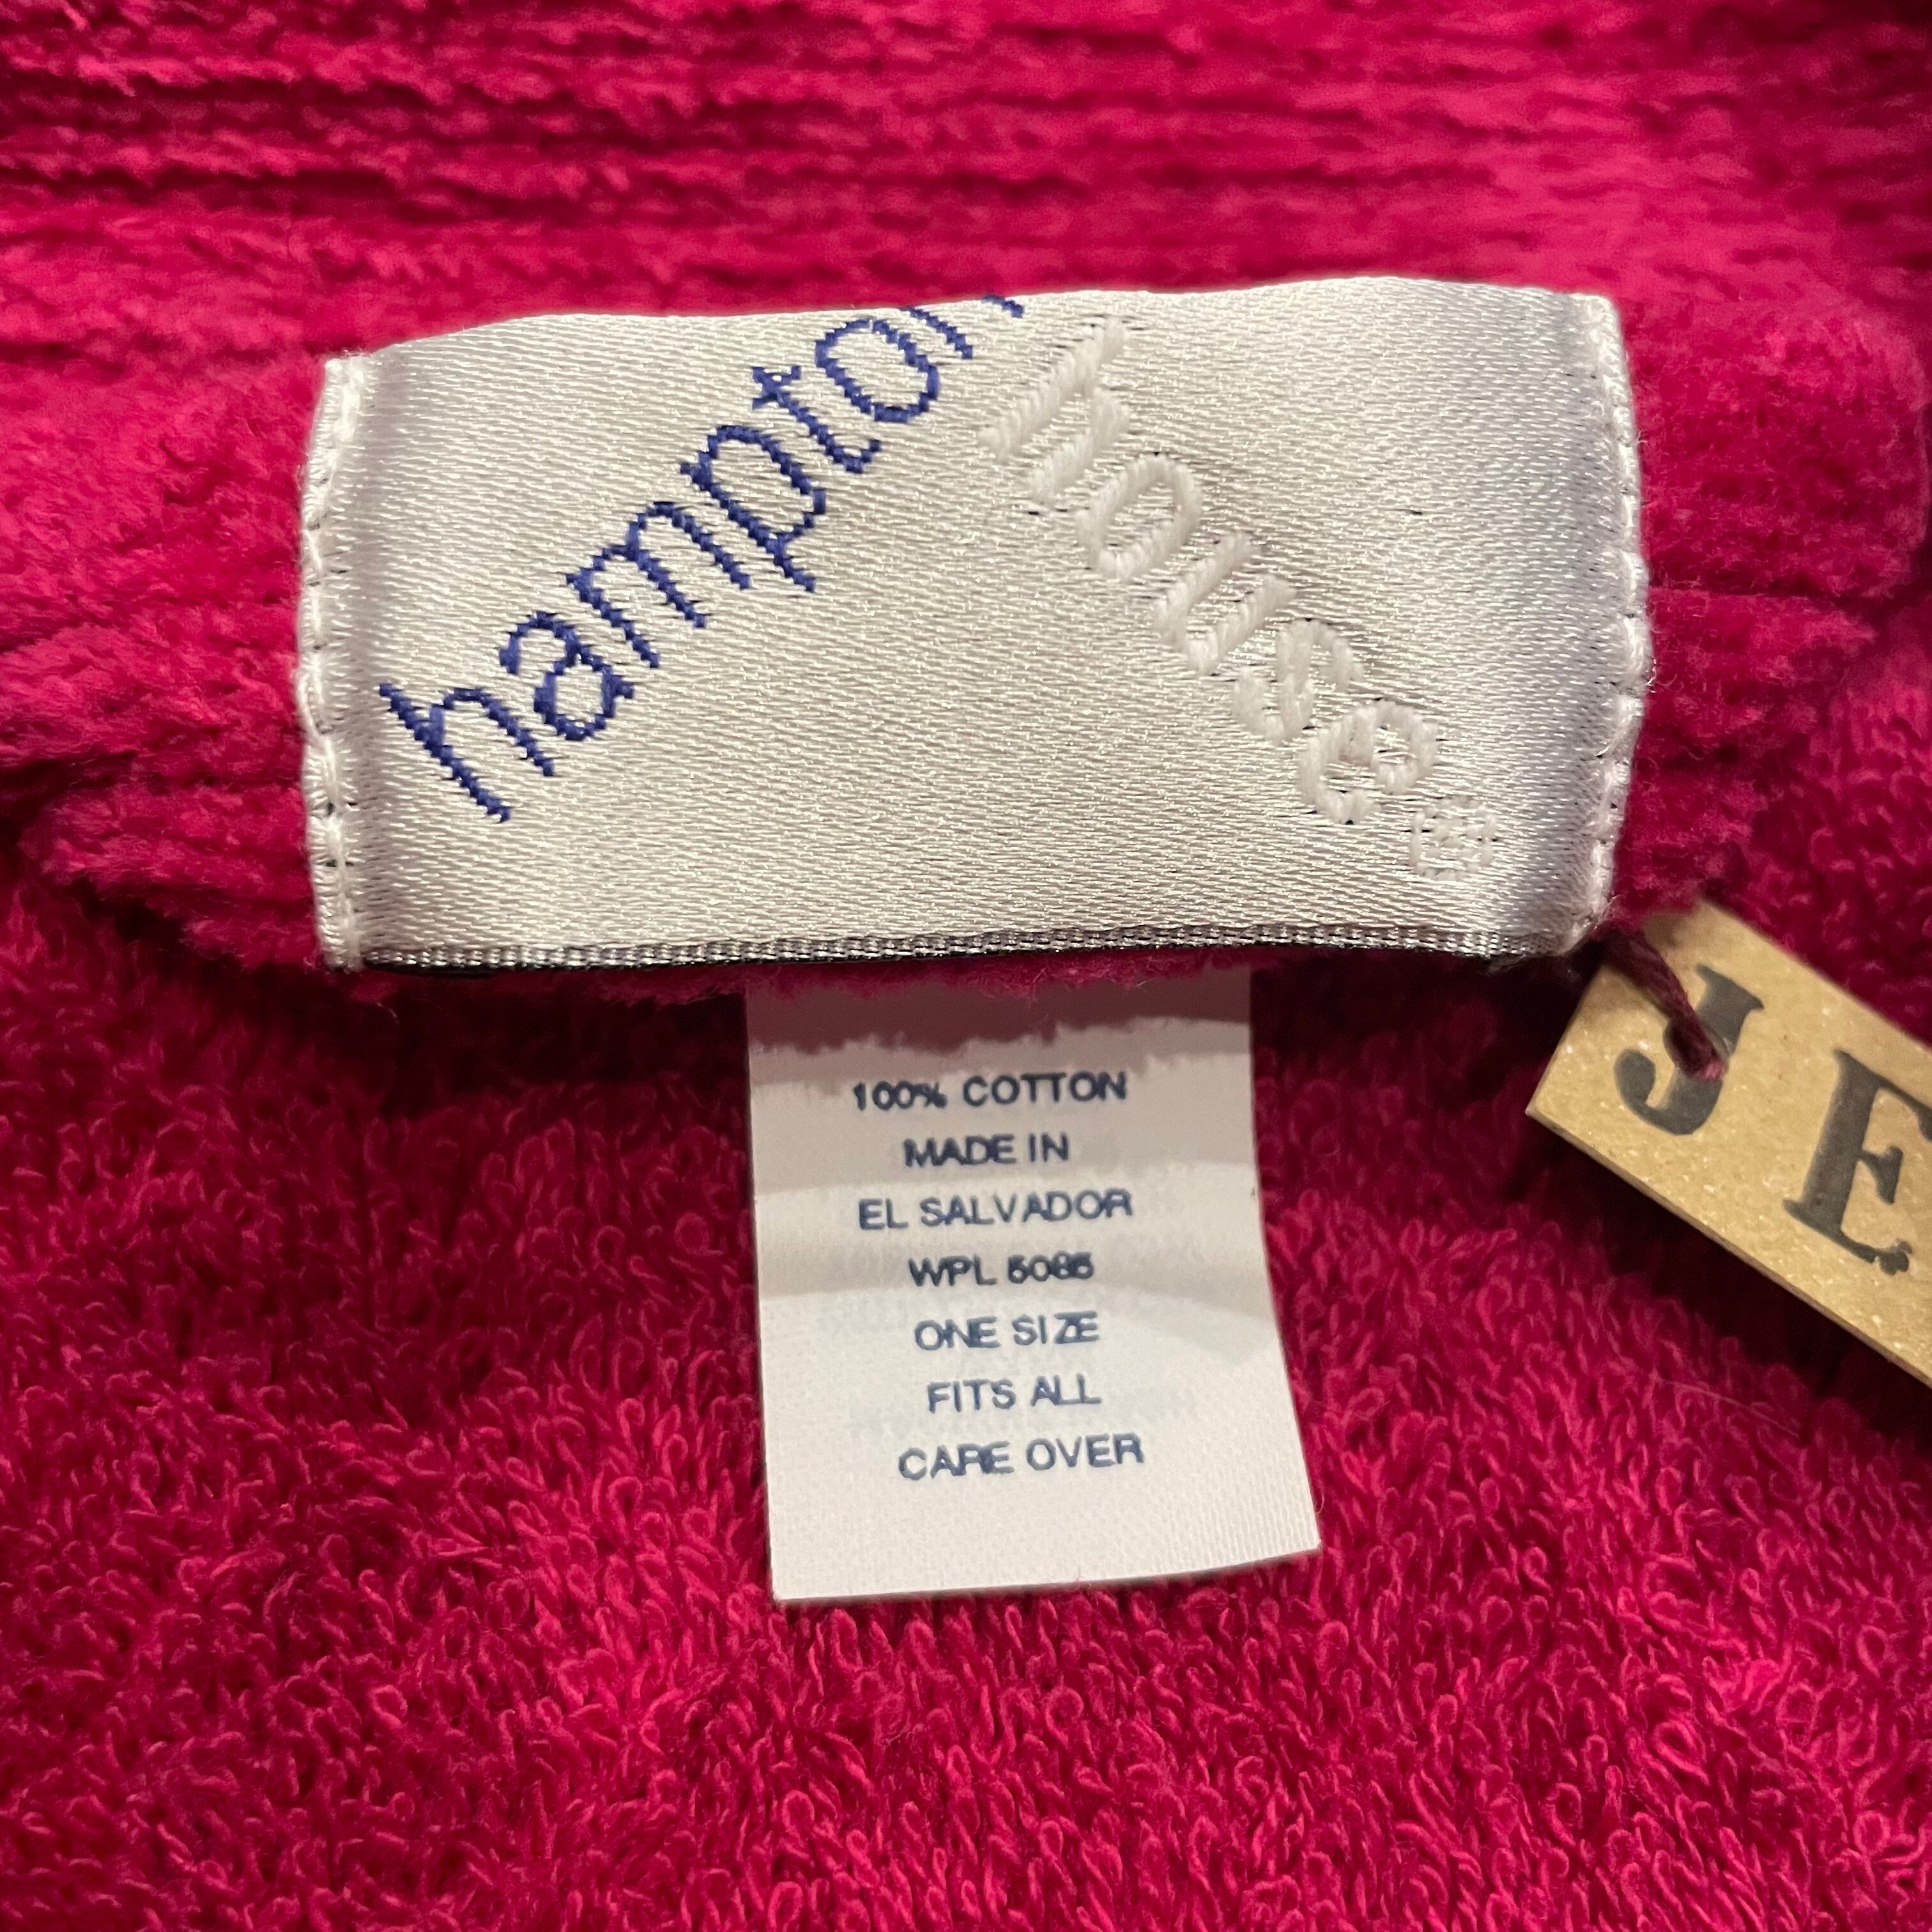 hampton
house®
100% COTTON
MADE IN
EL SALVADOR
WPL 5085
ONE SIZE
FITS ALL
CARE OVER
JE